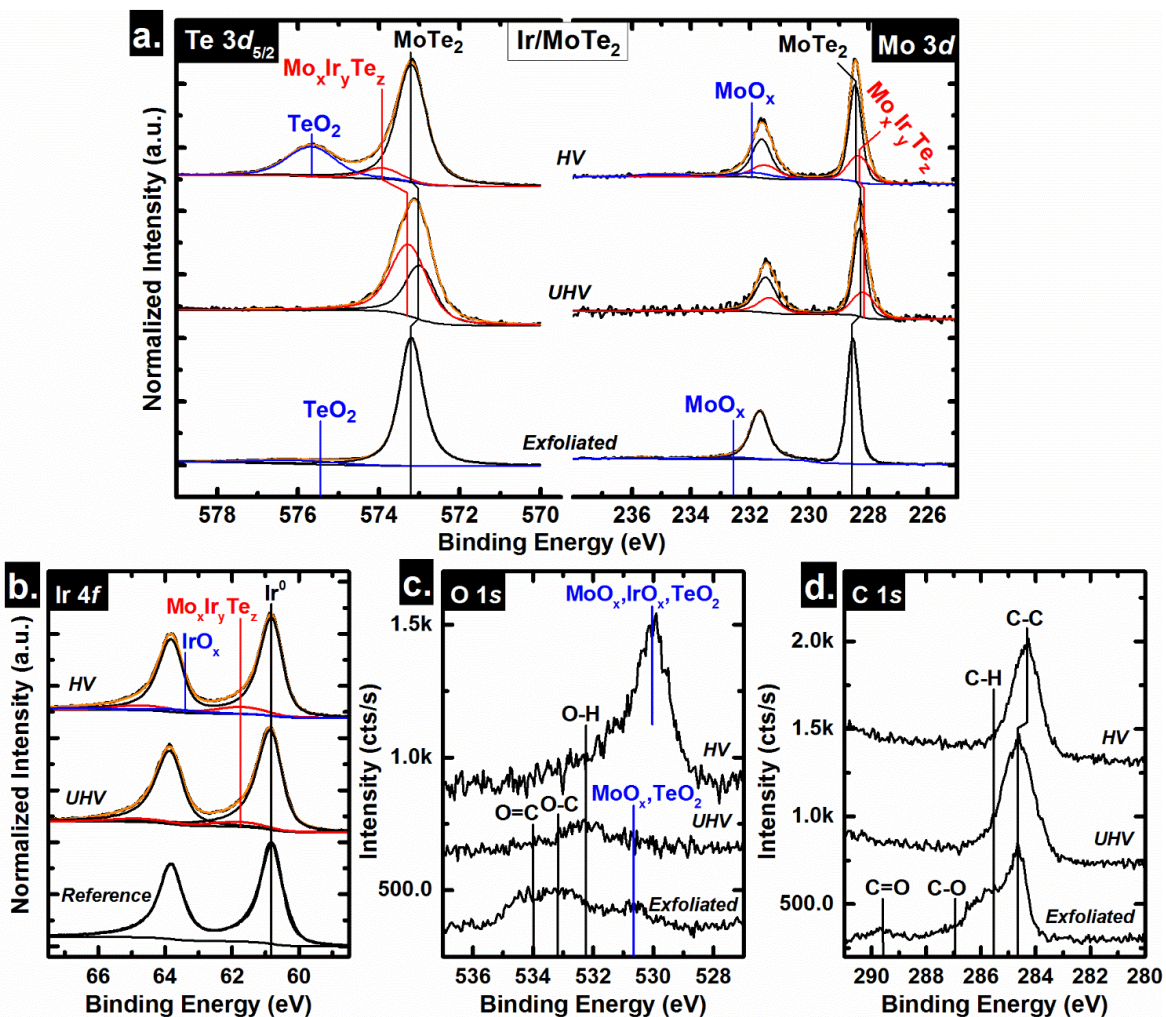 a.
Te 3d5/2
MoTe2
Ir/MoTe2
MoTe2
Mo 3d
MoxIryTez
TeO2
MoOx
MoxIryTez
HV
UHV
TeO2
MoOx
Exfoliated
Normalized Intensity (a.u.)
578 576 574 572 570
236 234 232 230 228 226
Binding Energy (eV)
b.
Ir 4f
Ir0
MoxIryTez
IrOx
HV
UHV
Reference
Normalized Intensity (a.u.)
66 64 62 60
Binding Energy (eV)
c.
O 1s
MoOx,IrOx,TeO2
1.5k
O-H
HV
1.0k
O=C
O-C
MoOx,TeO2
UHV
500.0
Exfoliated
Intensity (cts/s)
536 534 532 530 528
Binding Energy (eV)
d.
C 1s
C-C
2.0k
C-H
1.5k
HV
1.0k
UHV
C=O
C-O
500.0
Exfoliated
Intensity (cts/s)
290 288 286 284 282 280
Binding Energy (eV)